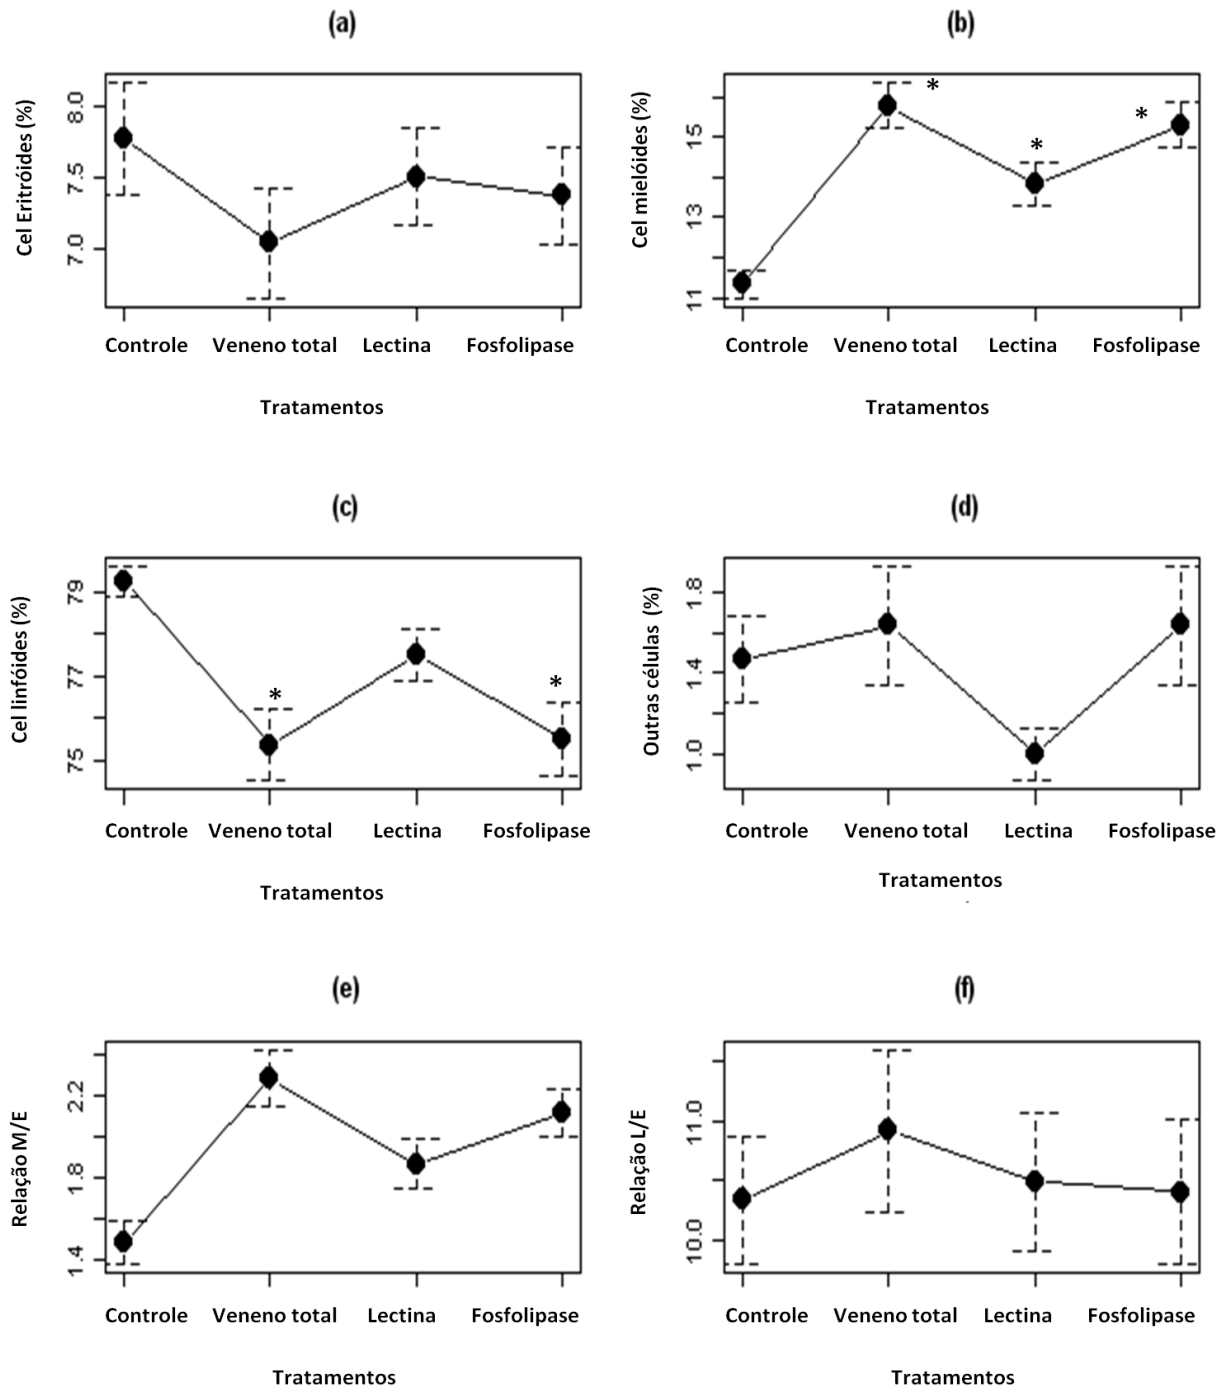 (a)
Cel Eritróides (%)
8.0
7.5
7.0
Controle Veneno total Lectina Fosfolipase
Tratamentos
(b)
Cel mielóides (%)
15
13
11
* * *
Controle Veneno total Lectina Fosfolipase
Tratamentos
(c)
Cel linfóides (%)
79
77
75
* *
Controle Veneno total Lectina Fosfolipase
Tratamentos
(d)
Outras células (%)
1.8
1.4
1.0
Controle Veneno total Lectina Fosfolipase
Tratamentos
(e)
Relação M/E
2.2
1.8
1.4
Controle Veneno total Lectina Fosfolipase
Tratamentos
(f)
Relação L/E
11.0
10.0
Controle Veneno total Lectina Fosfolipase
Tratamentos